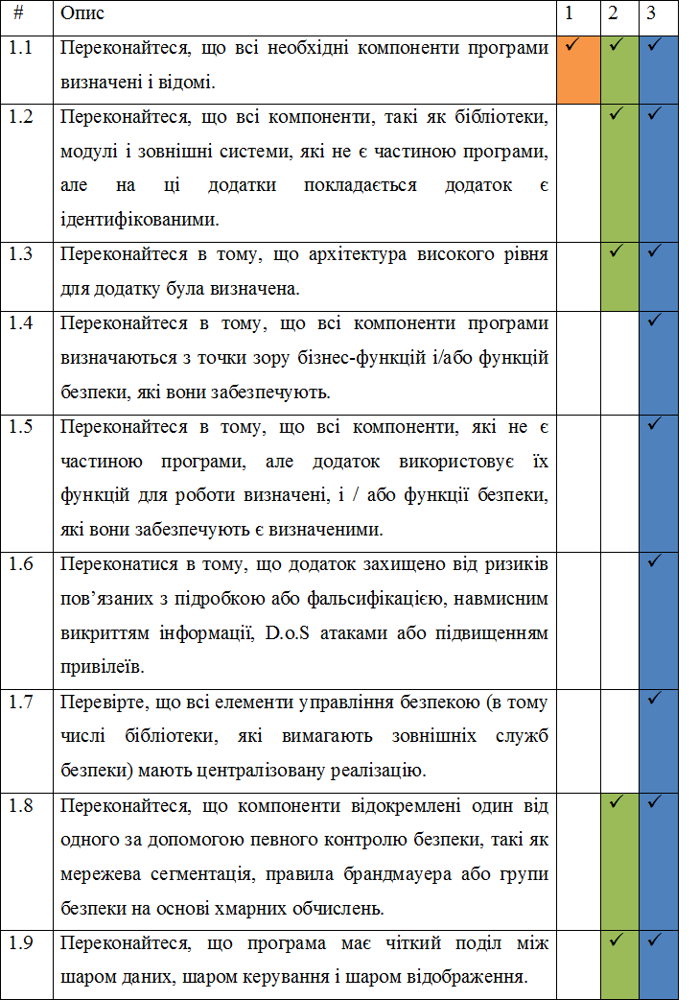 # Опис 1 2 3
1.1 Переконайтеся, що всі необхідні компоненти програми ✓ ✓ ✓
визначені і відомі.
1.2 Переконайтеся, що всі компоненти, такі як бібліотеки, ✓ ✓
модулі і зовнішні системи, які не є частиною програми,
але на ці додатки покладається додаток є
ідентифікованими.
1.3 Переконайтеся в тому, що архітектура високого рівня ✓ ✓
для додатку була визначена.
1.4 Переконайтеся в тому, що всі компоненти програми ✓
визначаються з точки зору бізнес-функцій і/або функцій
безпеки, які вони забезпечують.
1.5 Переконайтеся в тому, що всі компоненти, які не є ✓
частиною програми, але додаток використовує їх
функцій для роботи визначені, і / або функції безпеки,
які вони забезпечують є визначеними.
1.6 Переконатися в тому, що додаток захищено від ризиків ✓
пов’язаних з підробкою або фальсифікацією, навмисним
викриттям інформації, D.o.S атаками або підвищенням
привілеїв.
1.7 Перевірте, що всі елементи управління безпекою (в тому ✓
числі бібліотеки, які вимагають зовнішніх служб
безпеки) мають централізовану реалізацію.
1.8 Переконайтеся, що компоненти відокремлені один від ✓ ✓
одного за допомогою певного контролю безпеки, такі як
мережева сегментація, правила брандмауера або групи
безпеки на основі хмарних обчислень.
1.9 Переконайтеся, що програма має чіткий поділ між ✓ ✓
шаром даних, шаром керування і шаром відображення.